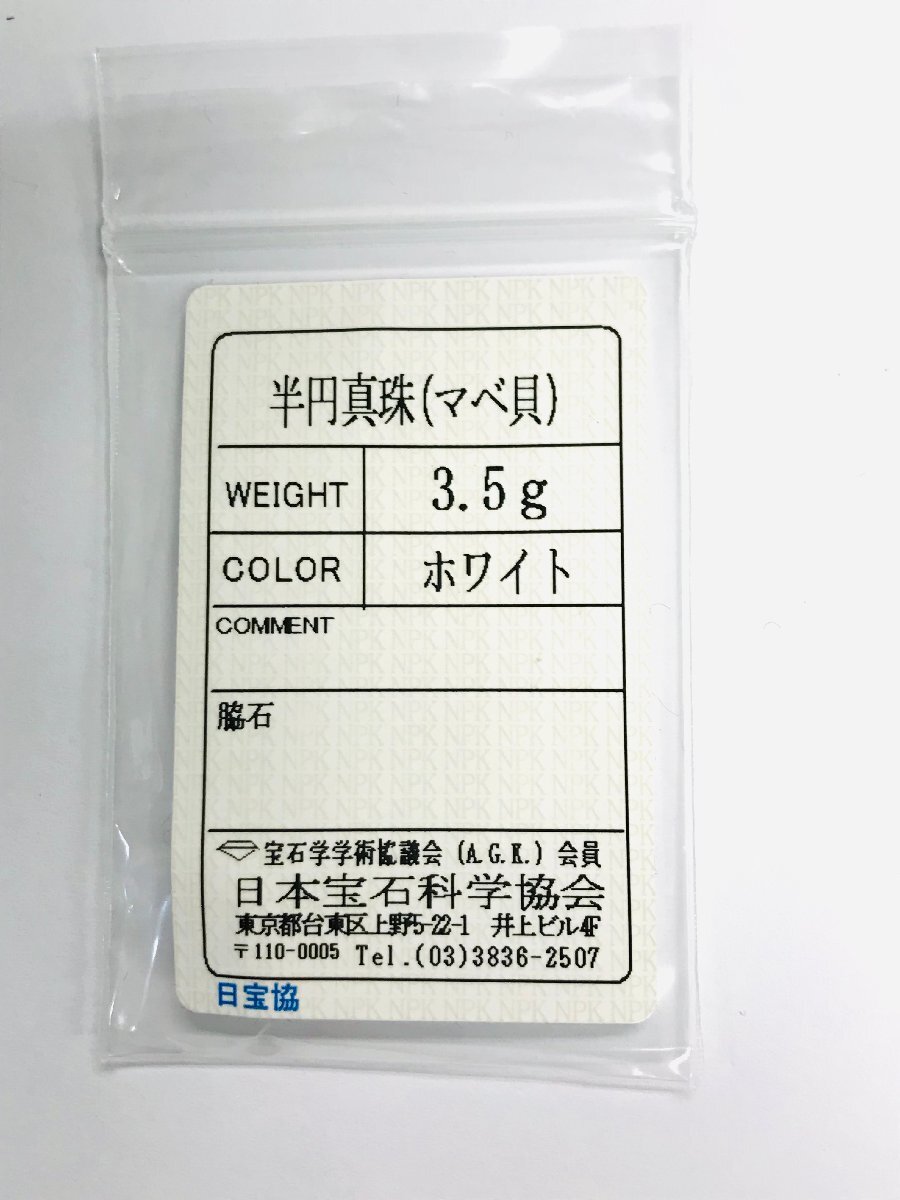 半円真珠(マベ貝)
WEIGHT 3.5g
COLOR ホワイト
COMMENT
脇石
宝石学学術協議会 (A.G.K.) 会員
日本宝石科学協会
東京都台東区上野5-22-1 井上ビル4F
〒110-0005 Tel.(03)3836-2507
日宝協